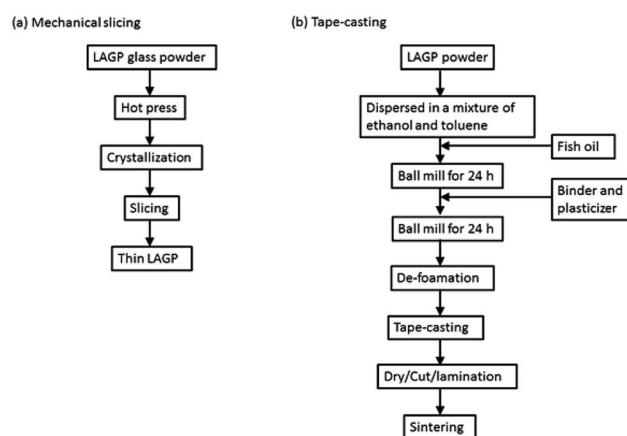 (a) Mechanical slicing
LAGP glass powder
Hot press
Crystallization
Slicing
Thin LAGP
(b) Tape-casting
LAGP powder
Dispersed in a mixture of
ethanol and toluene
Fish oil
Ball mill for 24 h
Binder and
plasticizer
Ball mill for 24 h
De-foamation
Tape-casting
Dry/Cut/lamination
Sintering